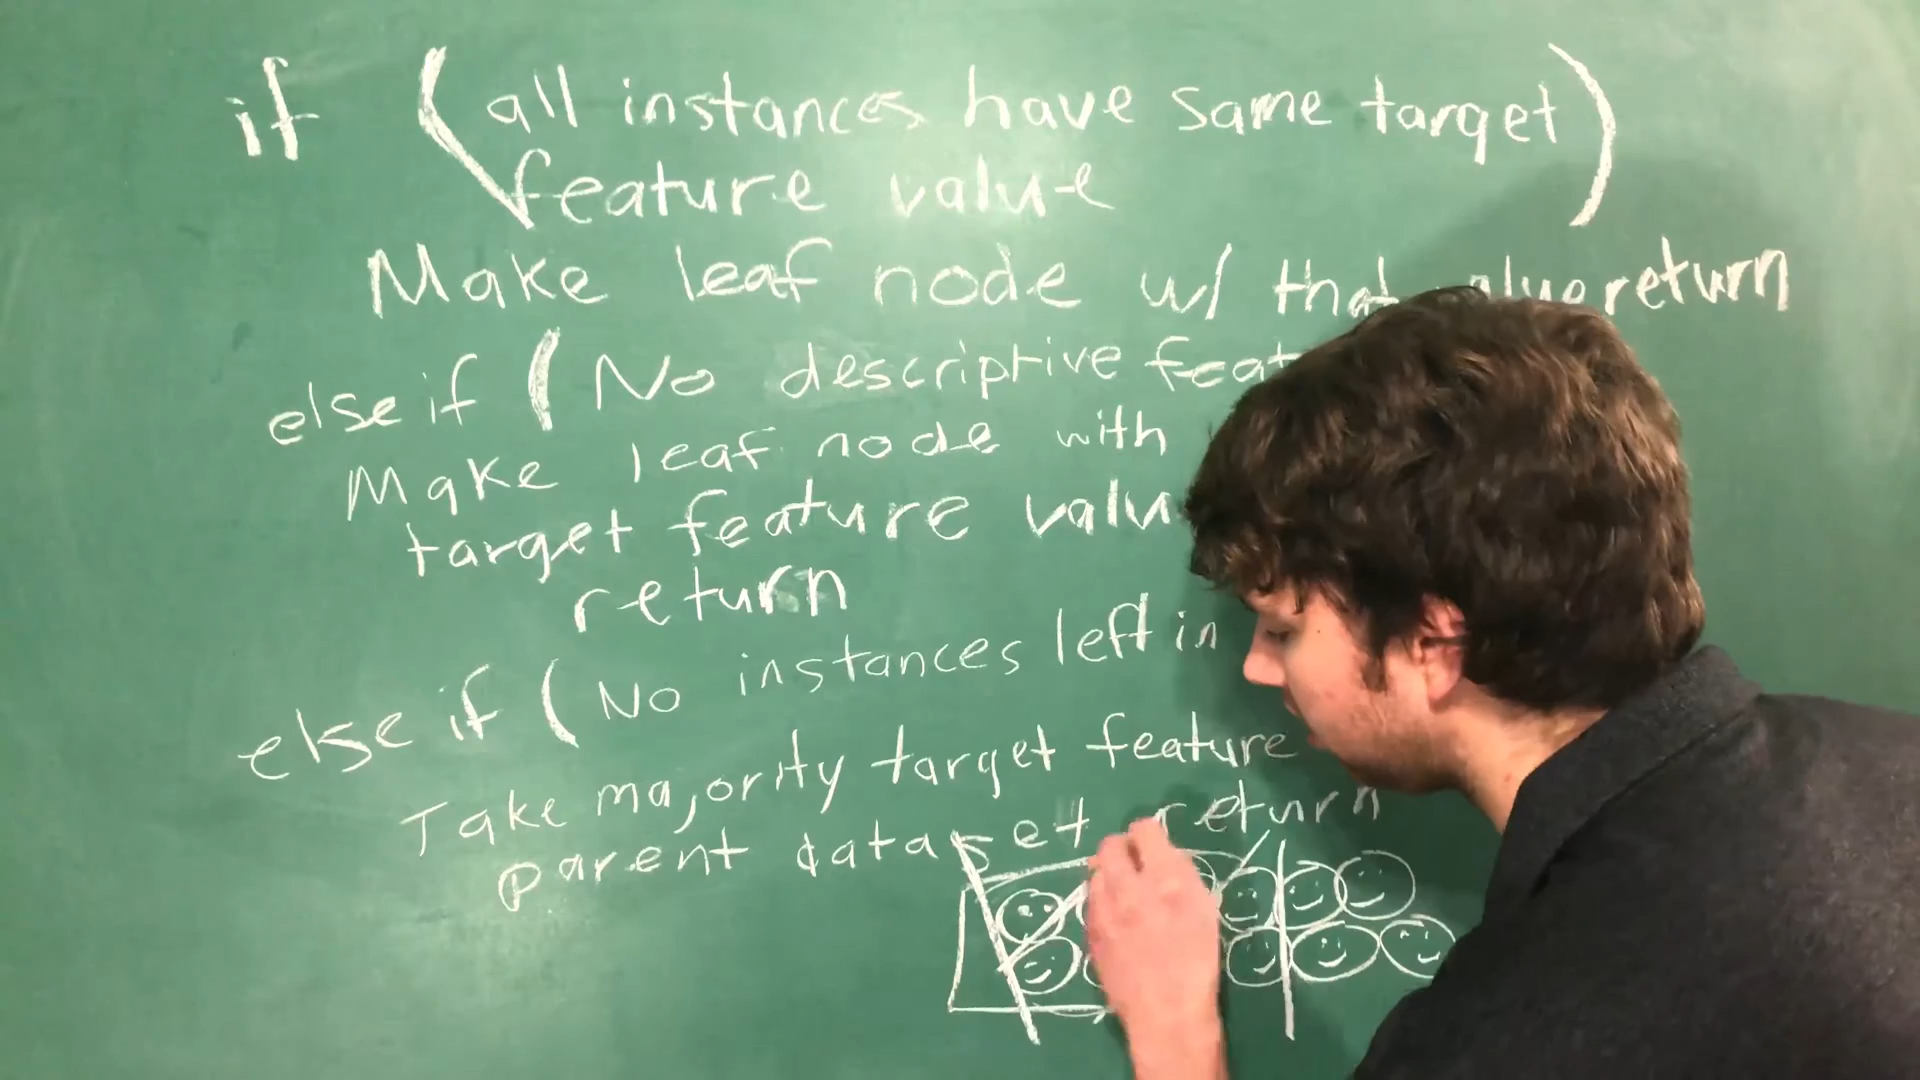 if (all instances have same target)
feature value
Make leaf node w/ that value return
else if (No descriptive
Make leaf node with
target feature
return
else if (No instances left in
Take majority target feature
parent dataset return